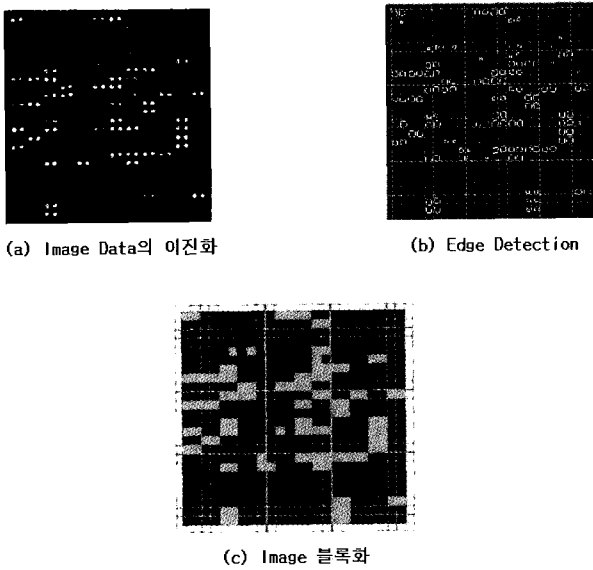 (a) Image Data의 이진화
(b) Edge Detection
(c) Image 블록화